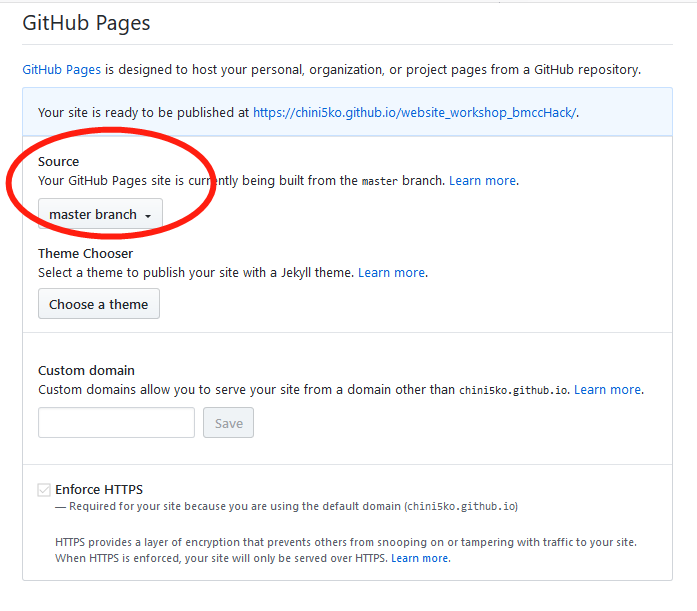 GitHub Pages
GitHub Pages is designed to host your personal, organization, or project pages from a GitHub repository.
Your site is ready to be published at https://chini5ko.github.io/website_workshop_bmccHack/.
Source
Your GitHub Pages site is currently being built from the master branch. Learn more.
master branch
Theme Chooser
Select a theme to publish your site with a Jekyll theme. Learn more.
Choose a theme
Custom domain
Custom domains allow you to serve your site from a domain other than chini5ko.github.io. Learn more.
Save
Enforce HTTPS
— Required for your site because you are using the default domain (chini5ko.github.io)
HTTPS provides a layer of encryption that prevents others from snooping on or tampering with traffic to your site.
When HTTPS is enforced, your site will only be served over HTTPS. Learn more.